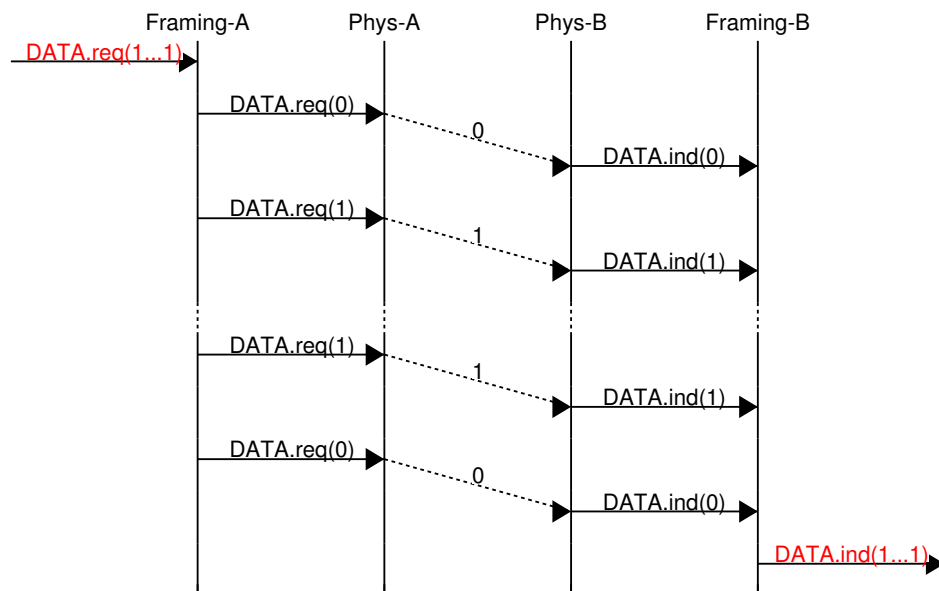 Framing-A Phys-A Phys-B Framing-B
DATA.req(1...1)
DATA.req(0)
0
DATA.ind(0)
DATA.req(1)
1
DATA.ind(1)
DATA.req(1)
1
DATA.ind(1)
DATA.req(0)
0
DATA.ind(0)
DATA.ind(1...1)